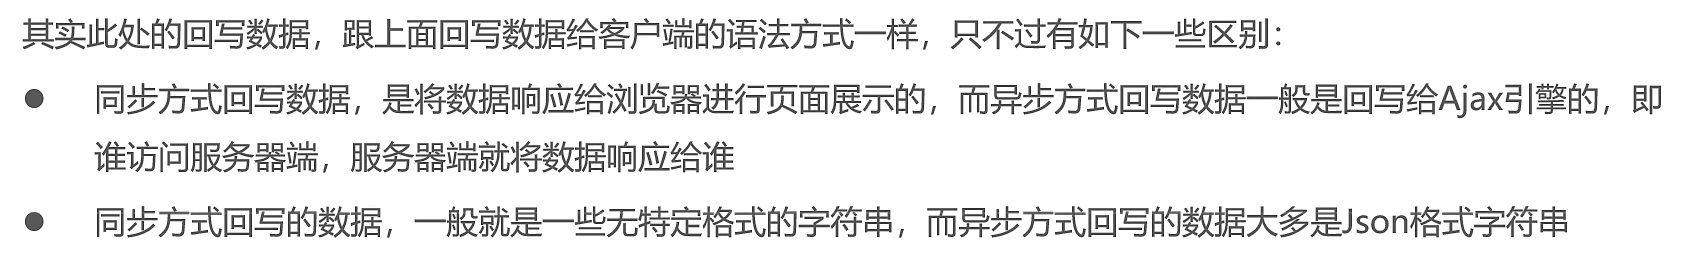 其实此处的回写数据，跟上面回写数据给客户端的语法方式一样，只不过有如下一些区别：
● 同步方式回写数据，是将数据响应给浏览器进行页面展示的，而异步方式回写数据一般是回写给Ajax引擎的，即
谁访问服务器端，服务器端就将数据响应给谁
● 同步方式回写的数据，一般就是一些无特定格式的字符串，而异步方式回写的数据大多是Json格式字符串